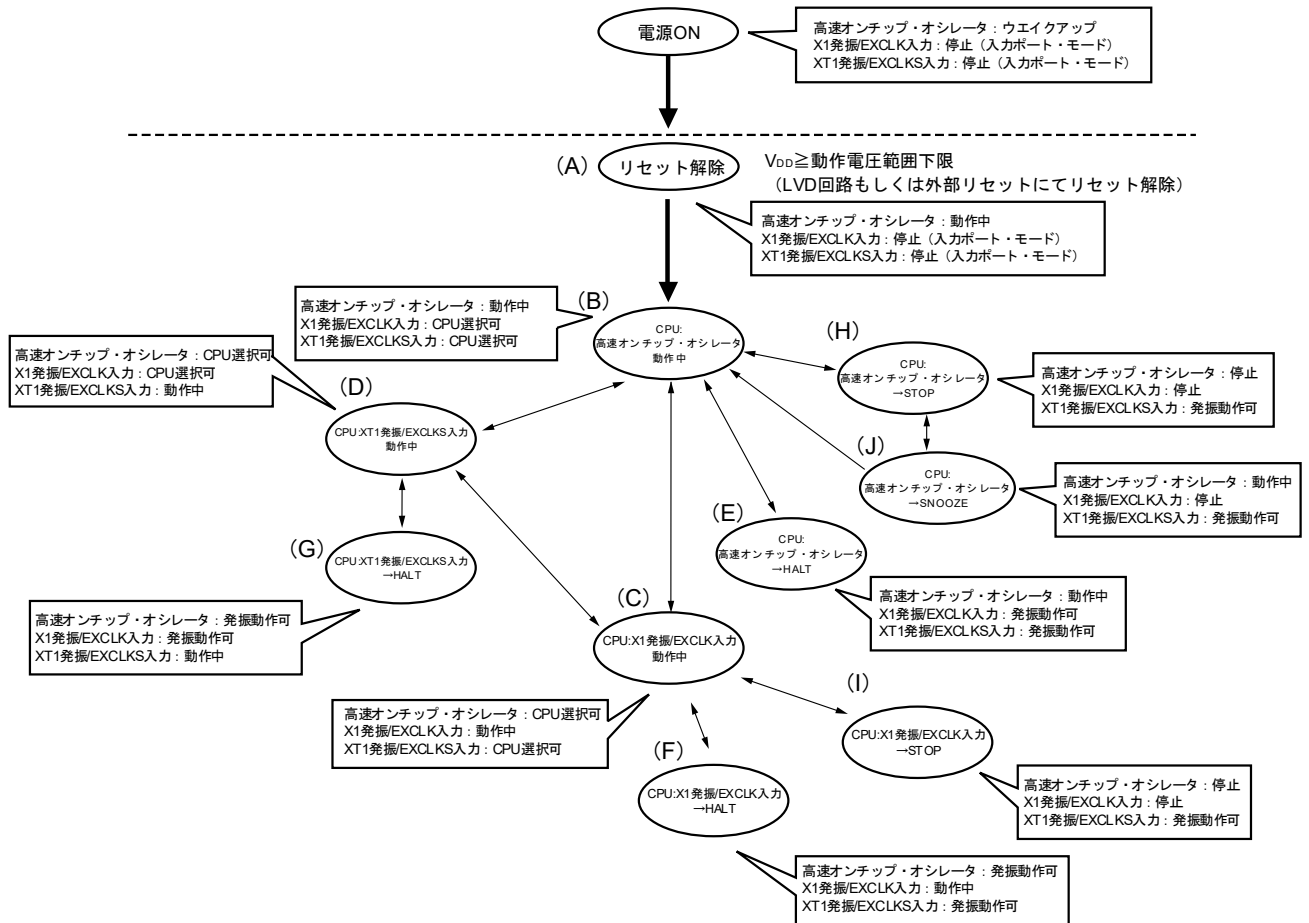 電源ON
高速オンチップ・オシレータ：ウエイクアップ
X1発振/EXCLK入力：停止（入力ポート・モード）
XT1発振/EXCLKS入力：停止（入力ポート・モード）
(A)
リセット解除
VDD≧動作電圧範囲下限
（LVD回路もしくは外部リセットにてリセット解除）
高速オンチップ・オシレータ：動作中
X1発振/EXCLK入力：停止（入力ポート・モード）
XT1発振/EXCLKS入力：停止（入力ポート・モード）
(B)
高速オンチップ・オシレータ：動作中
X1発振/EXCLK入力：CPU選択可
XT1発振/EXCLKS入力：CPU選択可
CPU:
高速オンチップ・オシレータ
動作中
(H)
CPU:
高速オンチップ・オシレータ
→STOP
高速オンチップ・オシレータ：停止
X1発振/EXCLK入力：停止
XT1発振/EXCLKS入力：発振動作可
高速オンチップ・オシレータ：CPU選択可
X1発振/EXCLK入力：CPU選択可
XT1発振/EXCLKS入力：動作中
(D)
CPU:XT1発振/EXCLKS入力
動作中
(J)
CPU:
高速オンチップ・オシレータ
→SNOOZE
高速オンチップ・オシレータ：動作中
X1発振/EXCLK入力：停止
XT1発振/EXCLKS入力：発振動作可
(E)
CPU:
高速オンチップ・オシレータ
→HALT
高速オンチップ・オシレータ：動作中
X1発振/EXCLK入力：発振動作可
XT1発振/EXCLKS入力：発振動作可
(G)
CPU:XT1発振/EXCLKS入力
→HALT
高速オンチップ・オシレータ：発振動作可
X1発振/EXCLK入力：発振動作可
XT1発振/EXCLKS入力：動作中
(C)
CPU:X1発振/EXCLK入力
動作中
高速オンチップ・オシレータ：CPU選択可
X1発振/EXCLK入力：動作中
XT1発振/EXCLKS入力：CPU選択可
(I)
CPU:X1発振/EXCLK入力
→STOP
高速オンチップ・オシレータ：停止
X1発振/EXCLK入力：停止
XT1発振/EXCLKS入力：発振動作可
(F)
CPU:X1発振/EXCLK入力
→HALT
高速オンチップ・オシレータ：発振動作可
X1発振/EXCLK入力：動作中
XT1発振/EXCLKS入力：発振動作可